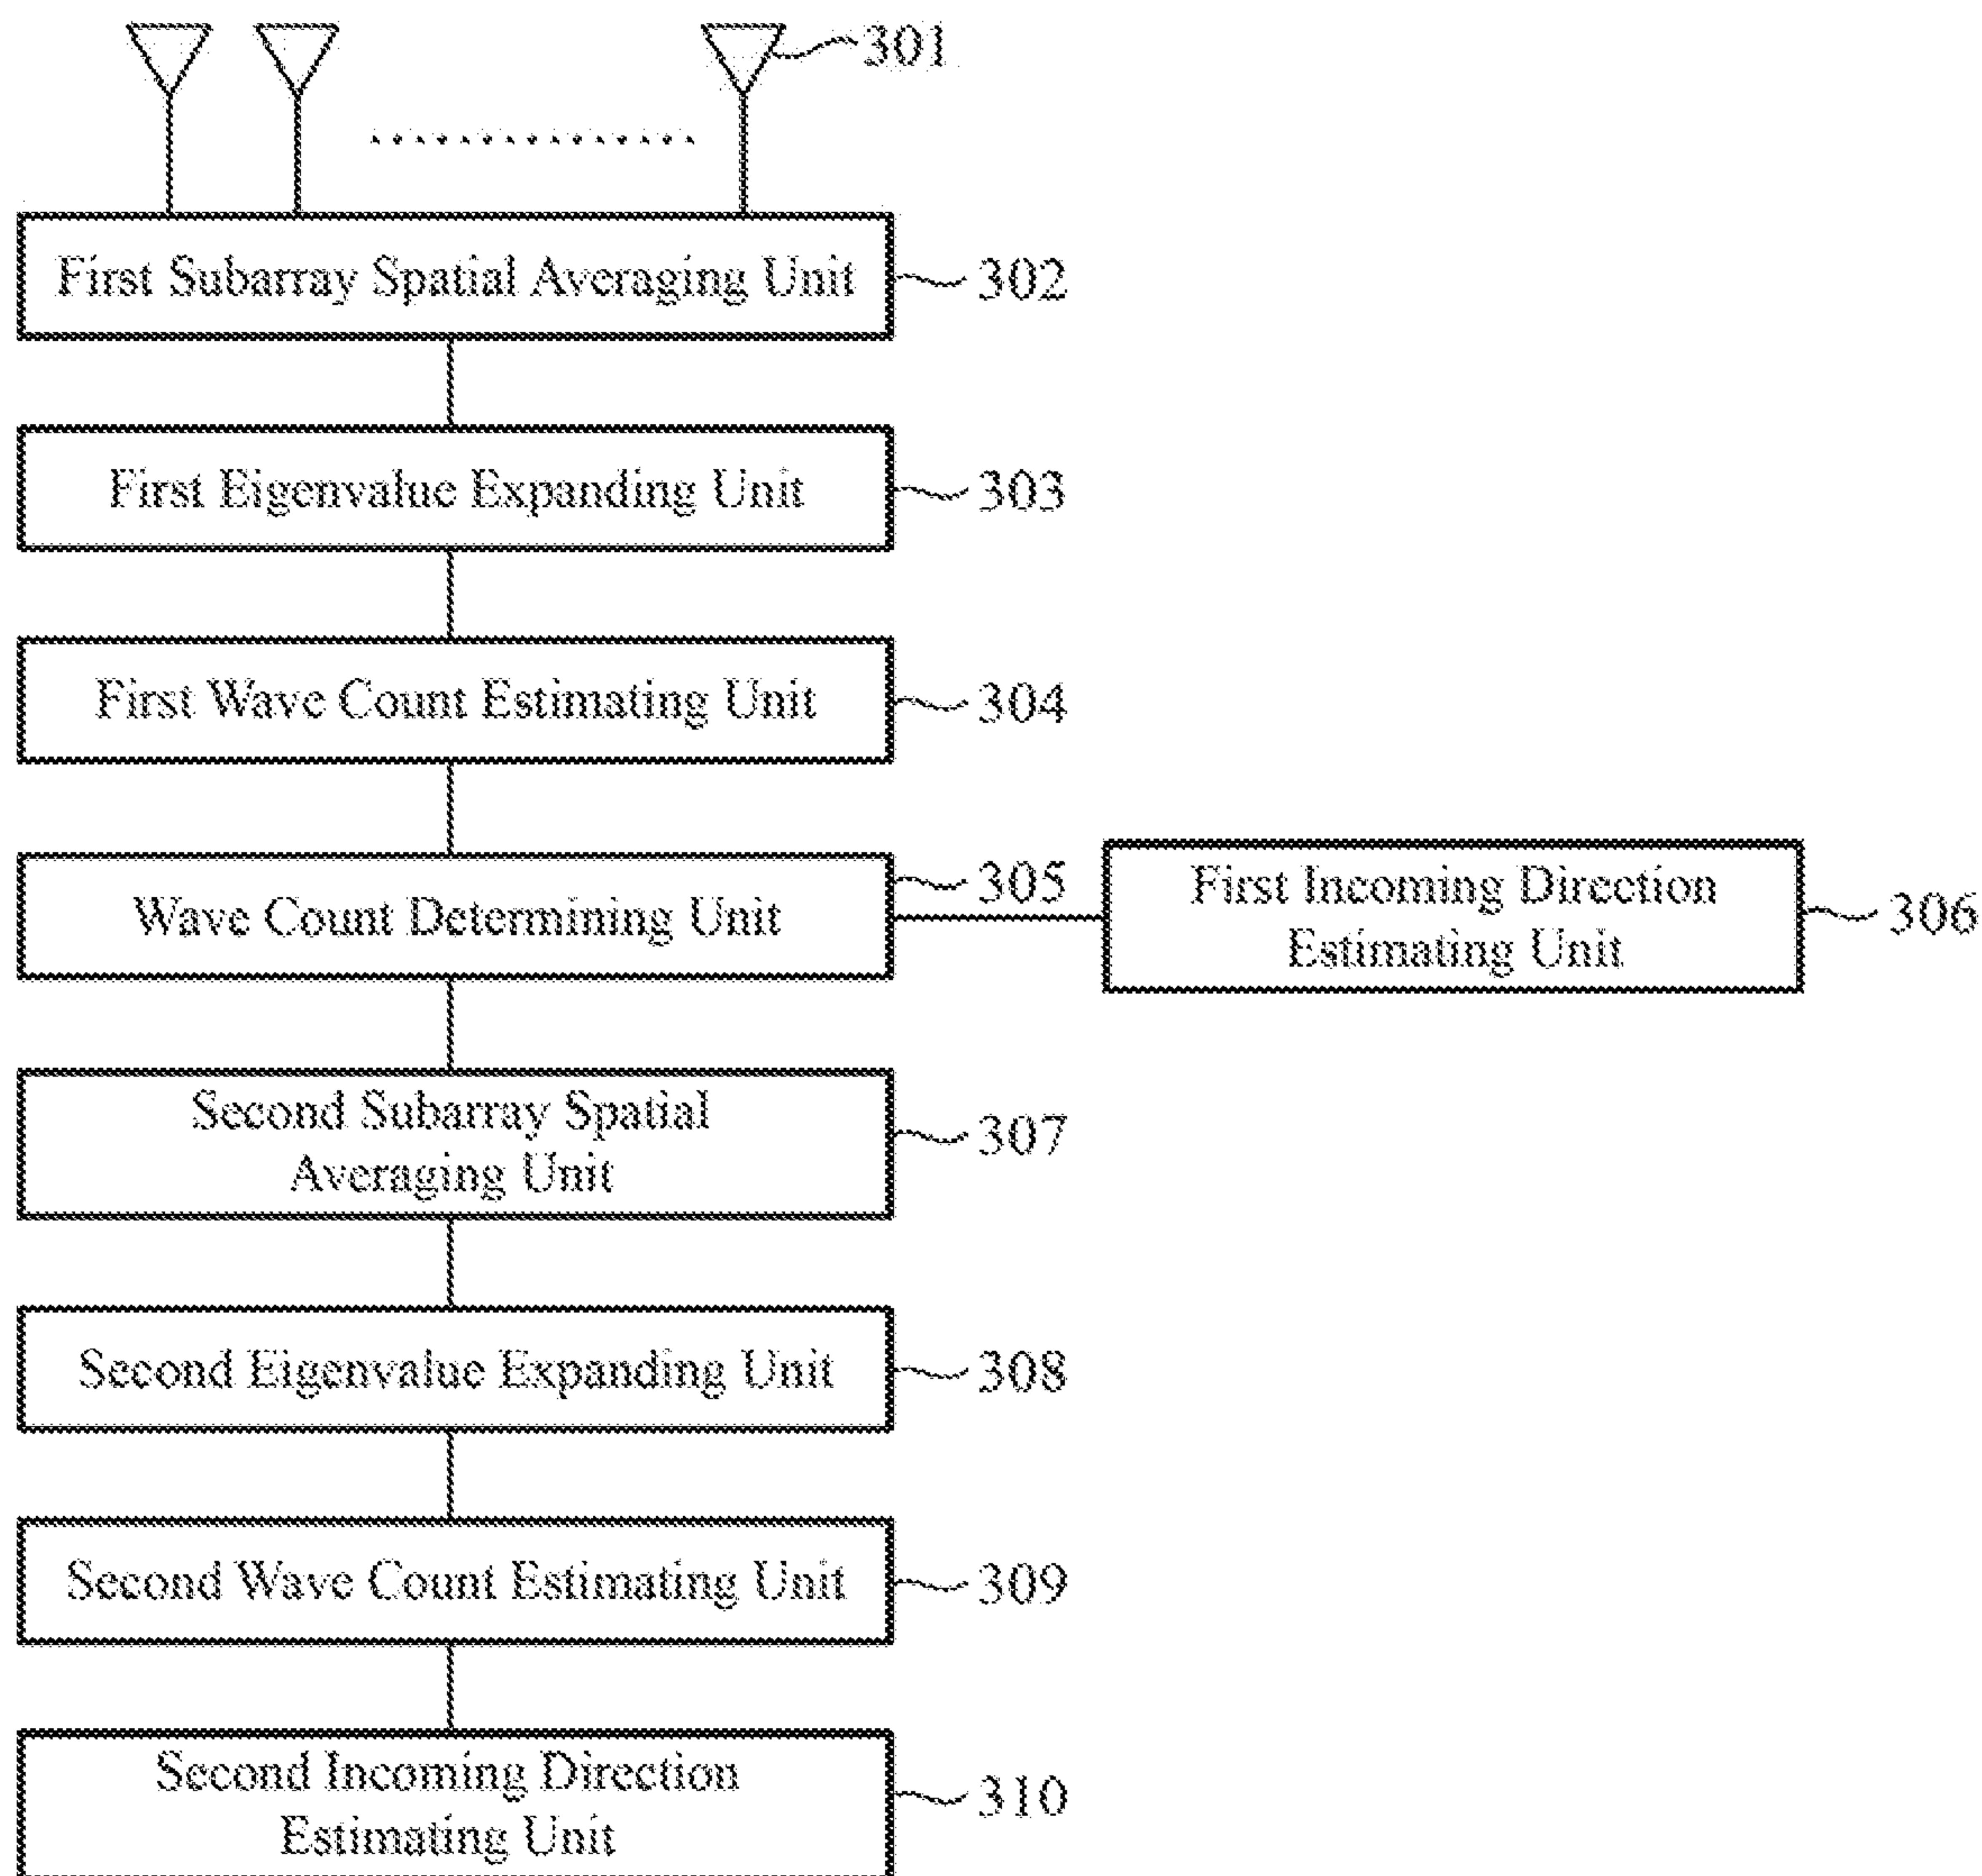 301
First Subarray Spatial Averaging Unit
302
First Eigenvalue Expanding Unit
303
First Wave Count Estimating Unit
304
Wave Count Determining Unit
305
First Incoming Direction
Estimating Unit
306
Second Subarray Spatial
Averaging Unit
307
Second Eigenvalue Expanding Unit
308
Second Wave Count Estimating Unit
309
Second Incoming Direction
Estimating Unit
310